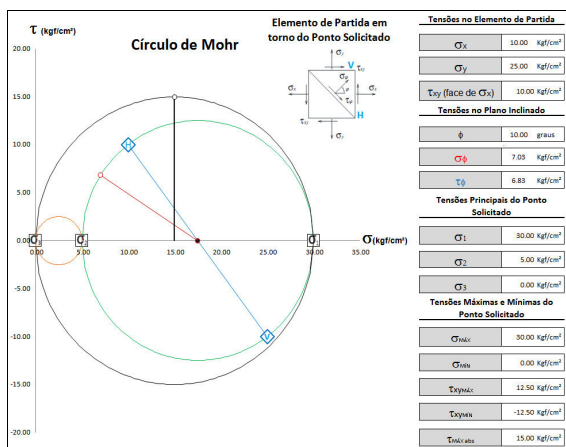 τ (kgf/cm²)
Círculo de Mohr
Elemento de Partida em
torno do Ponto Solicitado
V
H
20.00
15.00
10.00
5.00
0.00
-5.00
-10.00
-15.00
-20.00
0.00 5.00 10.00 15.00 20.00 25.00 30.00 35.00
σ (kgf/cm²)
H
V
Tensões no Elemento de Partida
σx 10.00 Kgf/cm²
σy 25.00 Kgf/cm²
τxy (face de σx) 10.00 Kgf/cm²
Tensões no Plano Inclinado
ϕ 10.00 graus
σϕ 7.03 Kgf/cm²
τϕ 6.83 Kgf/cm²
Tensões Principais do Ponto
Solicitado
σ1 30.00 Kgf/cm²
σ2 5.00 Kgf/cm²
σ3 0.00 Kgf/cm²
Tensões Máximas e Mínimas do
Ponto Solicitado
σMÁX 30.00 Kgf/cm²
σMÍN 0.00 Kgf/cm²
τxyMÁX 12.50 Kgf/cm²
τxyMÍN -12.50 Kgf/cm²
τMÁX abs 15.00 Kgf/cm²